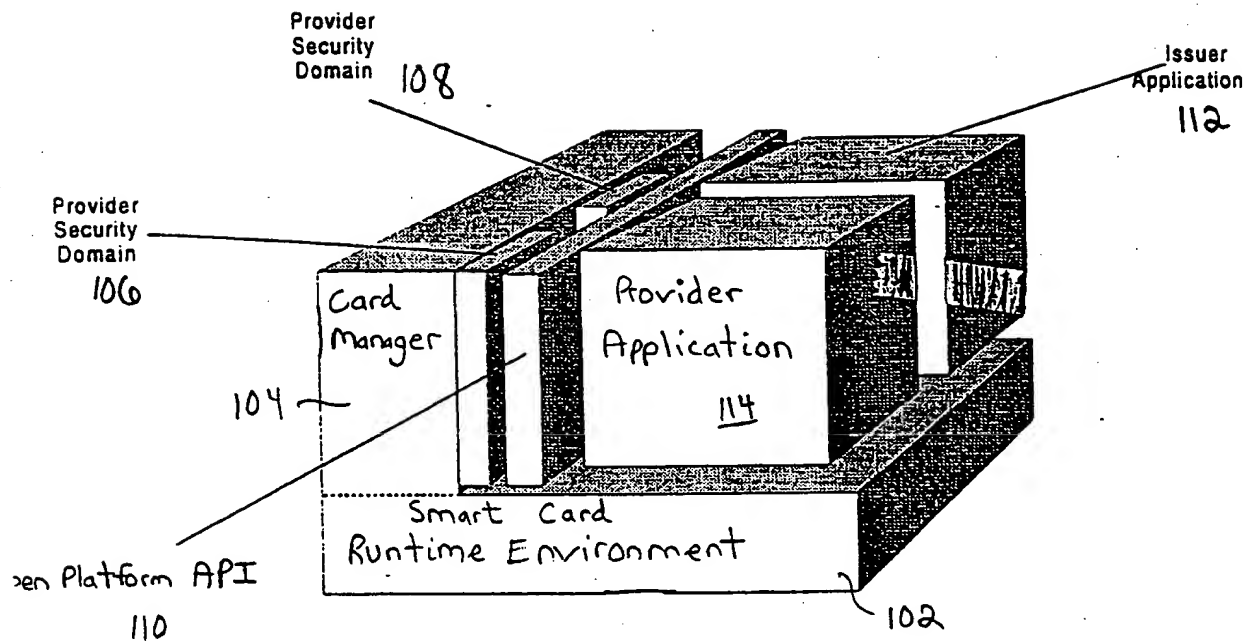 Provider
Security
Domain 108
Issuer
Application
112
Provider
Security
Domain
106
Card
Manager
104
Provider
Application
114
Smart Card
Runtime Environment
102
en Platform API
110